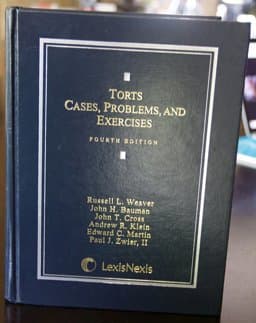 TORTS
CASES, PROBLEMS, AND
EXERCISES
FOURTH EDITION
Russell L. Weaver
John H. Bauman
John T. Cross
Andrew R. Klein
Edward C. Martin
Paul J. Zwier, II
LexisNexis